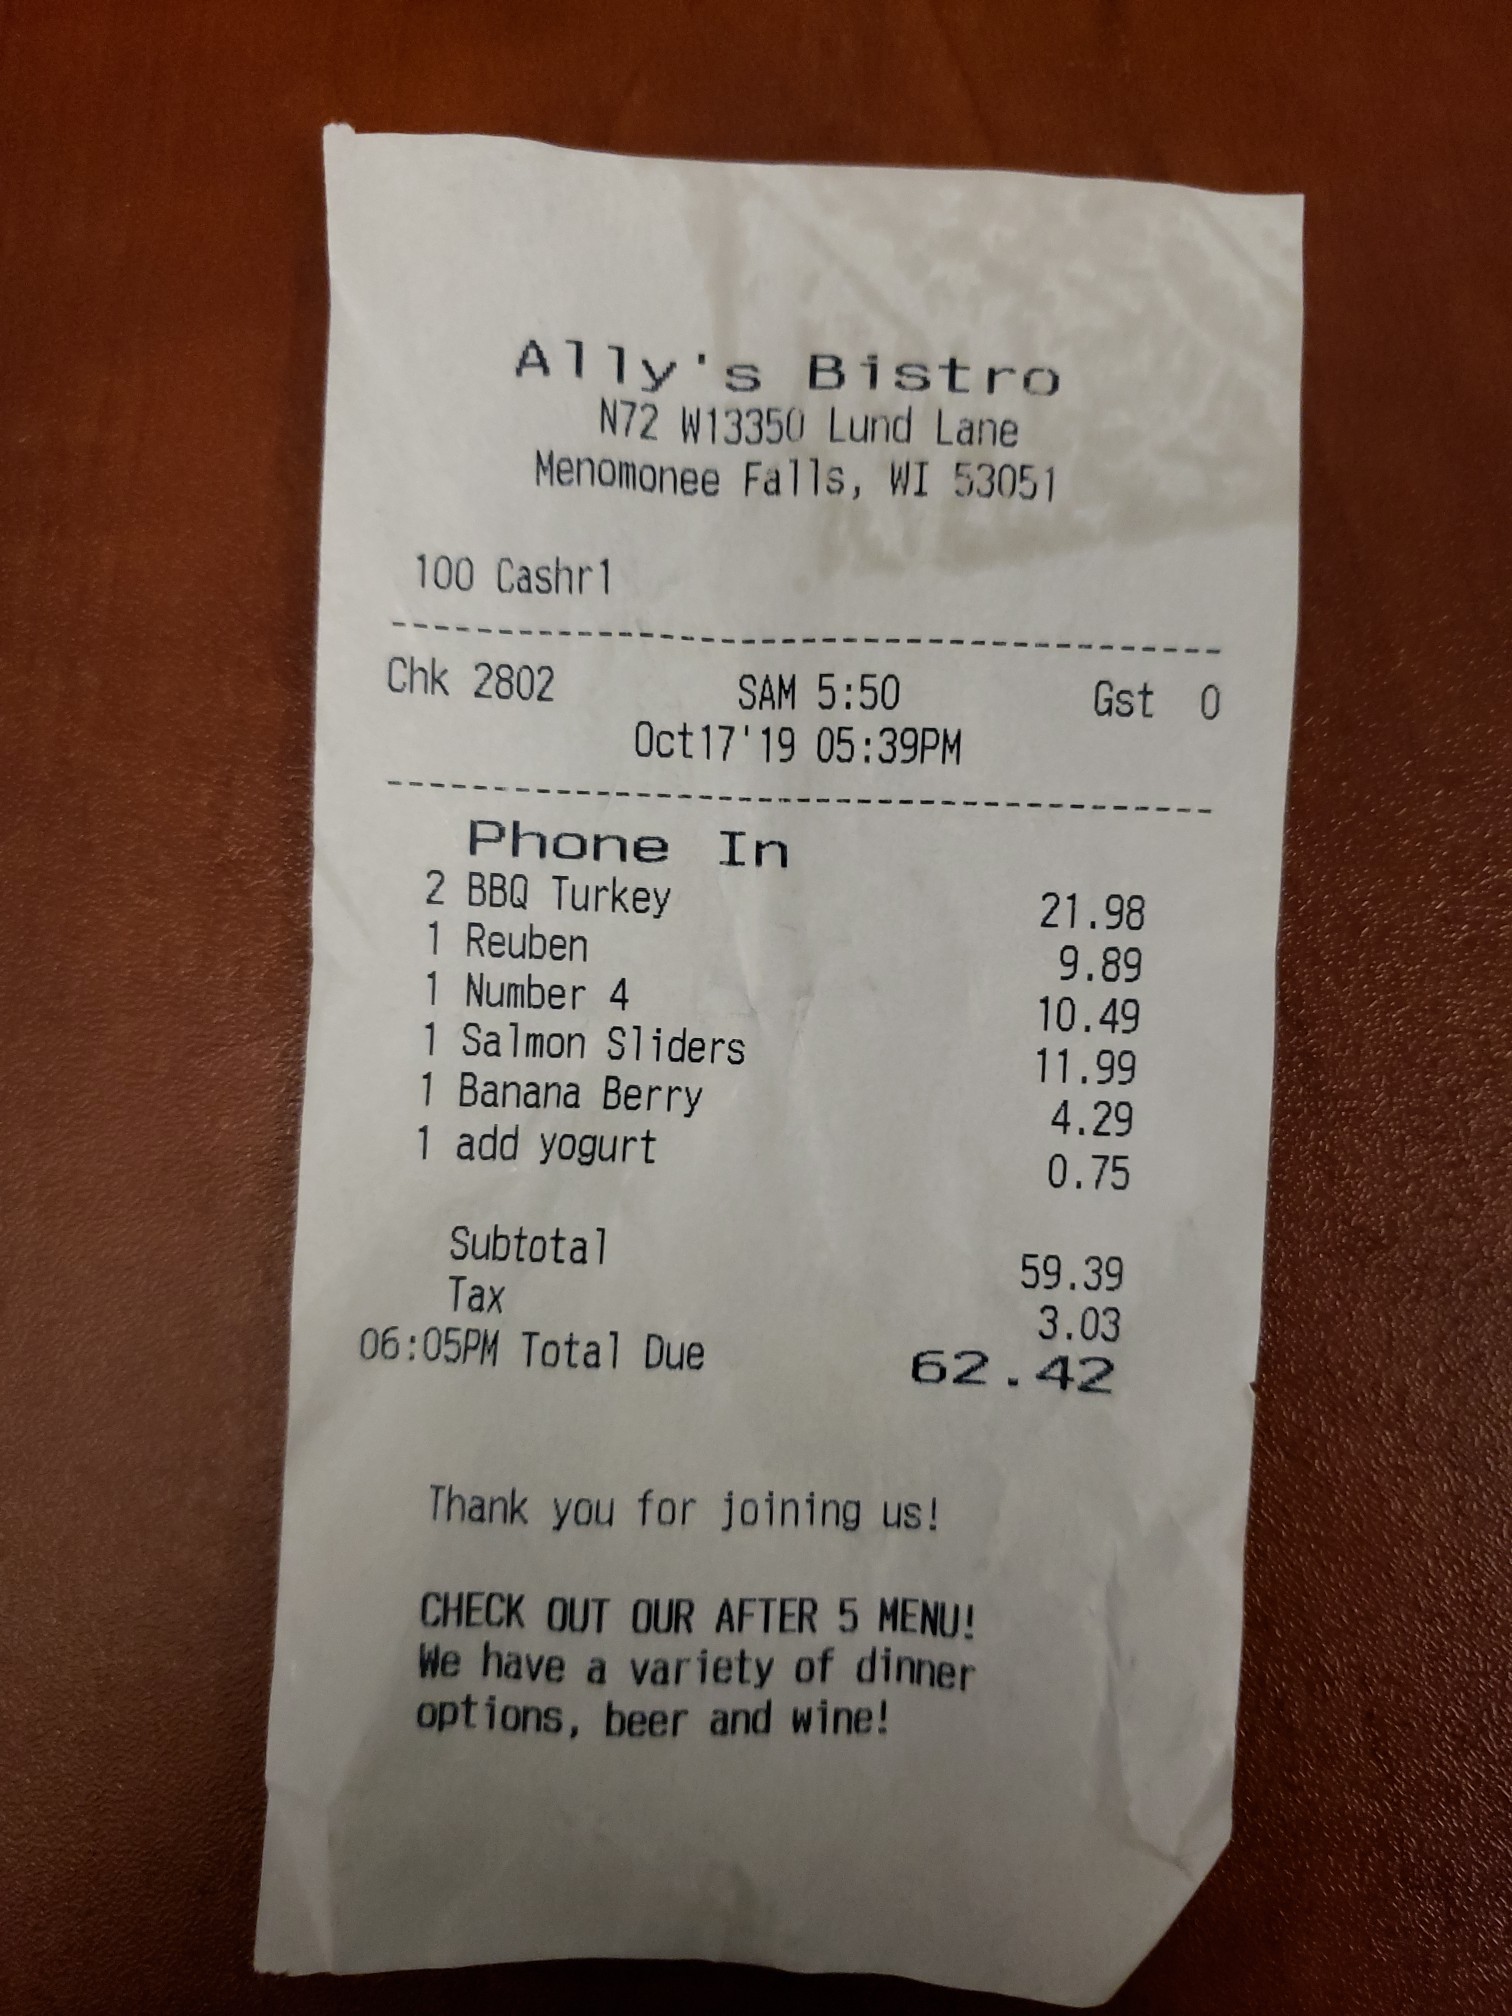 Ally's Bistro
N72 W13350 Lund Lane
Menomonee Falls, WI 53051
100 Cashr1
----------------------------------------
Chk 2802 SAM 5:50 Gst 0
Oct17'19 05:39PM
----------------------------------------
Phone In
2 BBQ Turkey 21.98
1 Reuben 9.89
1 Number 4 10.49
1 Salmon Sliders 11.99
1 Banana Berry 4.29
1 add yogurt 0.75
Subtotal 59.39
Tax 3.03
06:05PM Total Due 62.42
Thank you for joining us!
CHECK OUT OUR AFTER 5 MENU!
We have a variety of dinner
options, beer and wine!